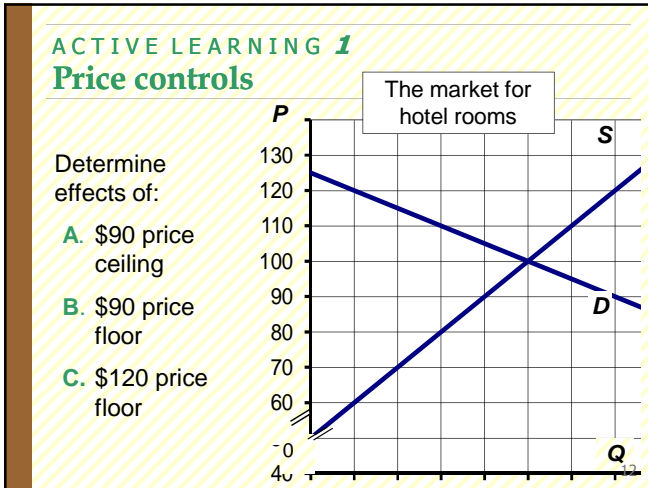 ACTIVE LEARNING 1
Price controls
The market for
hotel rooms
P
S
Determine
effects of:
A. $90 price
ceiling
B. $90 price
floor
C. $120 price
floor
130
120
110
100
90
80
70
60
0
40
D
Q
12